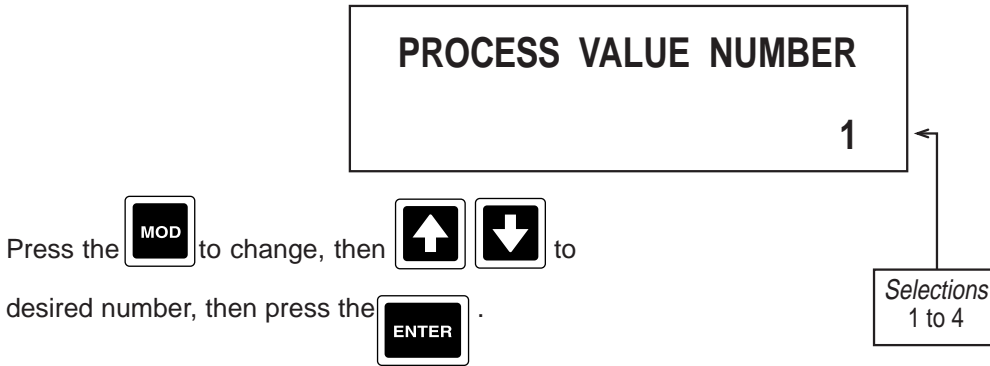 PROCESS VALUE NUMBER
1
Press the MOD to change, then to
desired number, then press the ENTER .
Selections
1 to 4